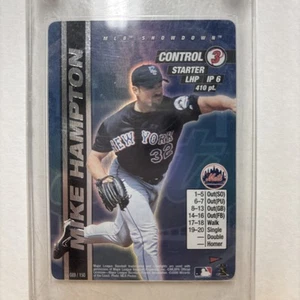 MLB SHOWDOWN
CONTROL 3
STARTER
LHP IP 6
410 pt.
MIKE HAMPTON
NEW YORK
32
1–5 Out(SO)
6–7 Out(PU)
8–13 Out(GB)
14–16 Out(FB)
17–18 Walk
19–20 Single
— Double
— Homer
Mets